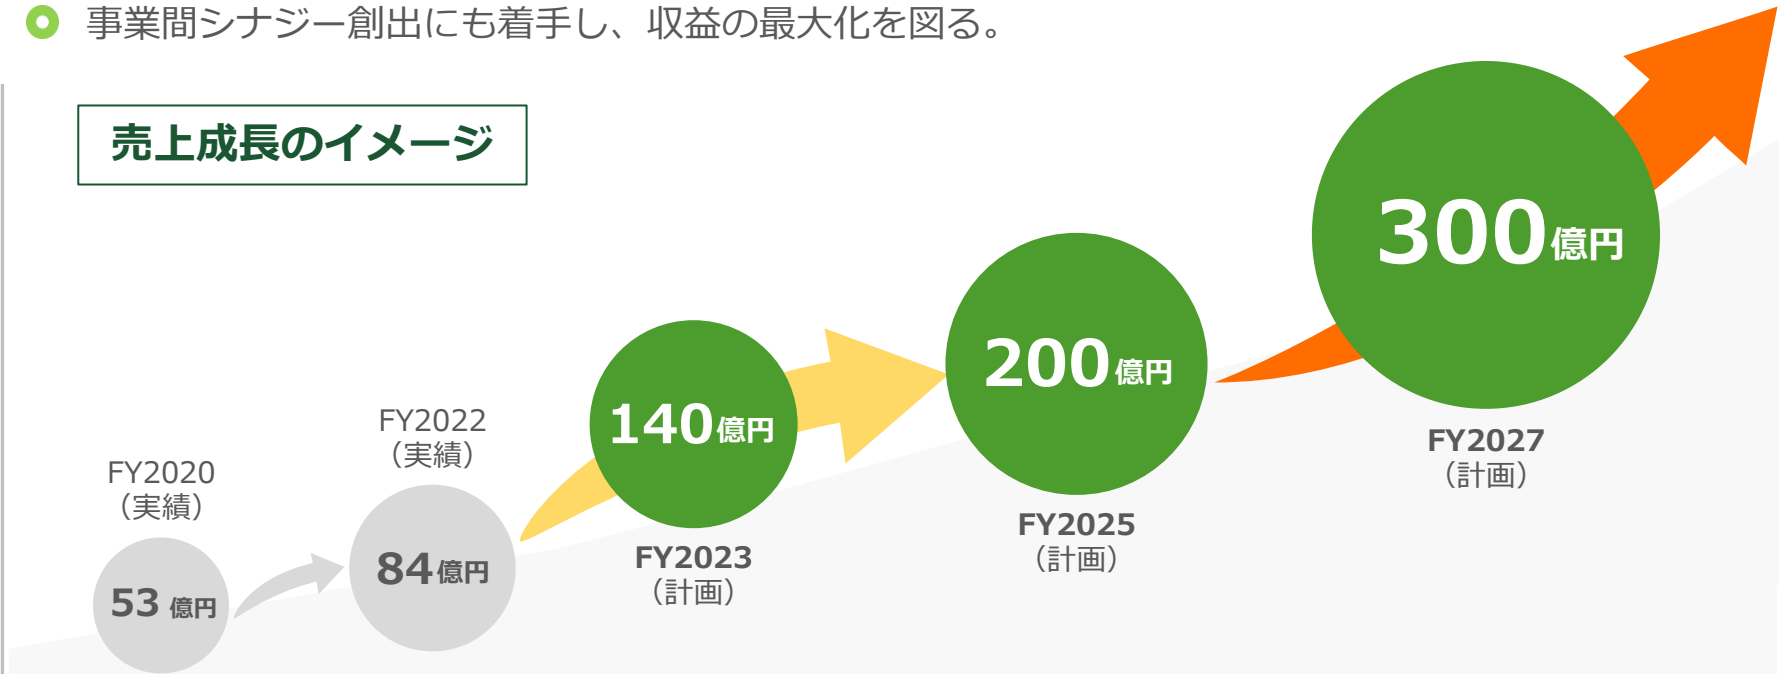 事業間シナジー創出にも着手し、収益の最大化を図る。
売上成長のイメージ
FY2020
（実績）
53 億円
FY2022
（実績）
84億円
140億円
FY2023
（計画）
200億円
FY2025
（計画）
300億円
FY2027
（計画）